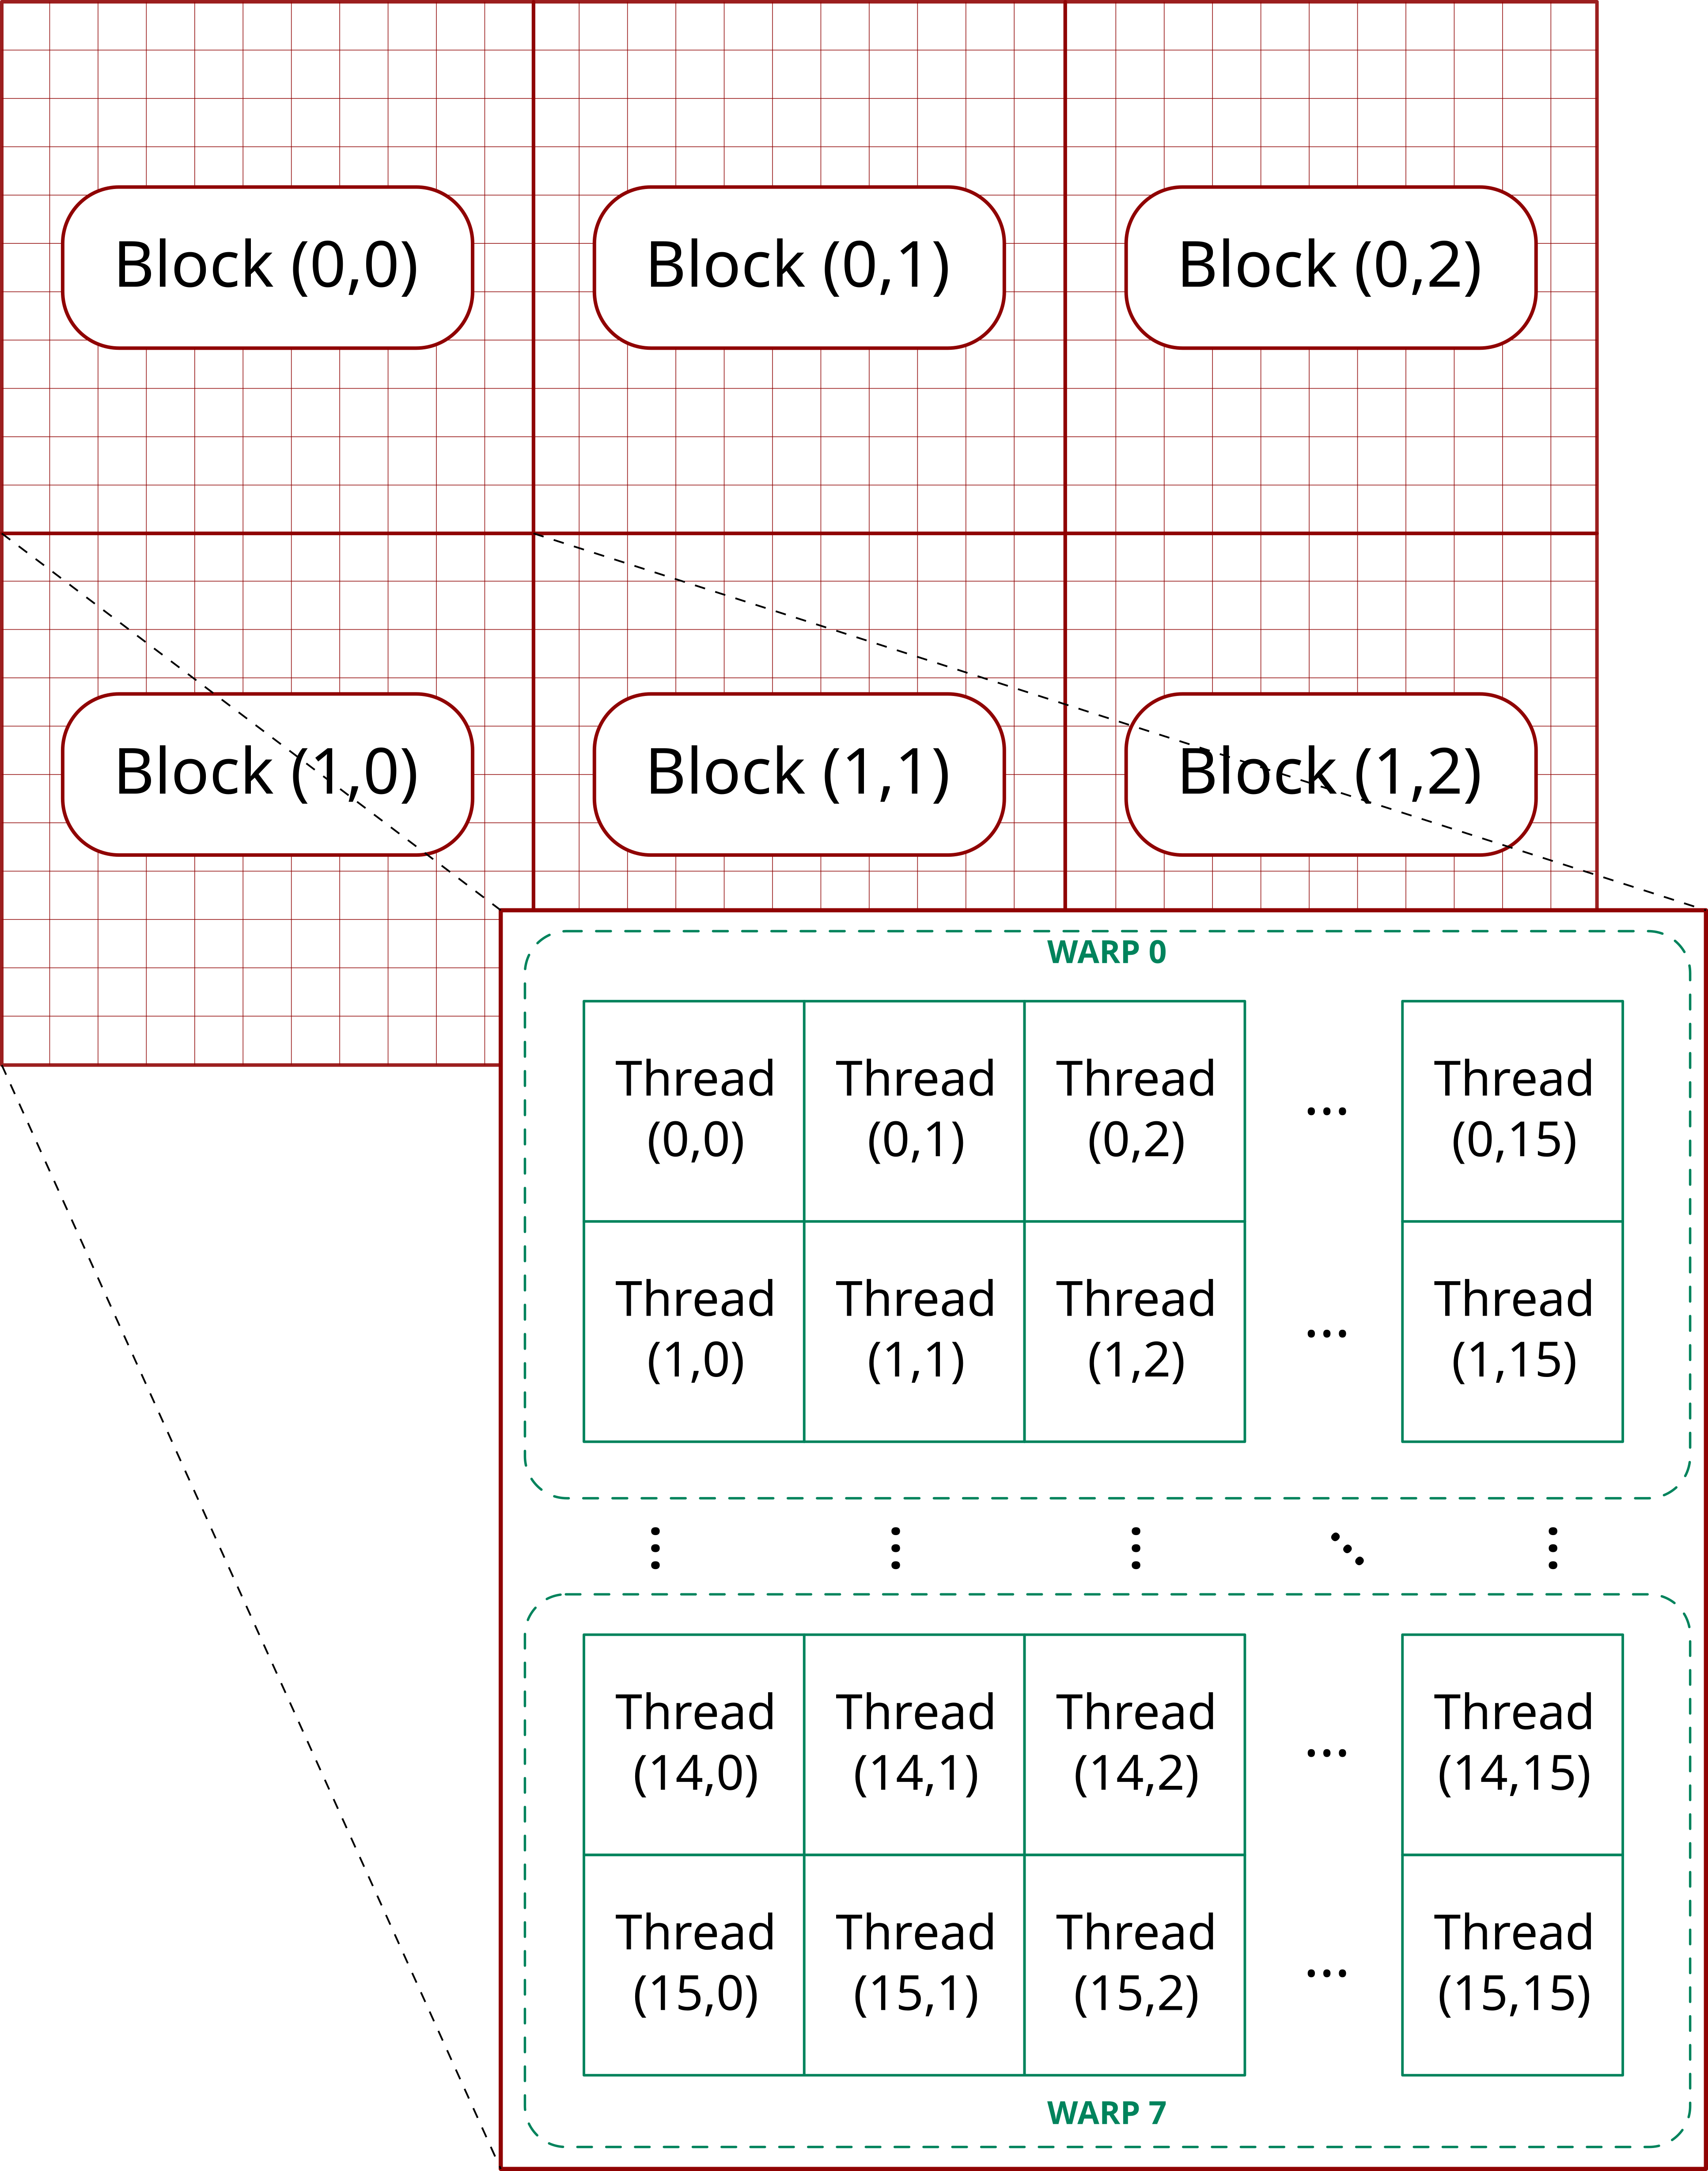 Block (0,0) Block (0,1) Block (0,2)
Block (1,0) Block (1,1) Block (1,2)
WARP 0
Thread Thread Thread Thread
(0,0) (0,1) (0,2) ... (0,15)
Thread Thread Thread Thread
(1,0) (1,1) (1,2) ... (1,15)
Thread Thread Thread Thread
(14,0) (14,1) (14,2) ... (14,15)
Thread Thread Thread Thread
(15,0) (15,1) (15,2) ... (15,15)
WARP 7